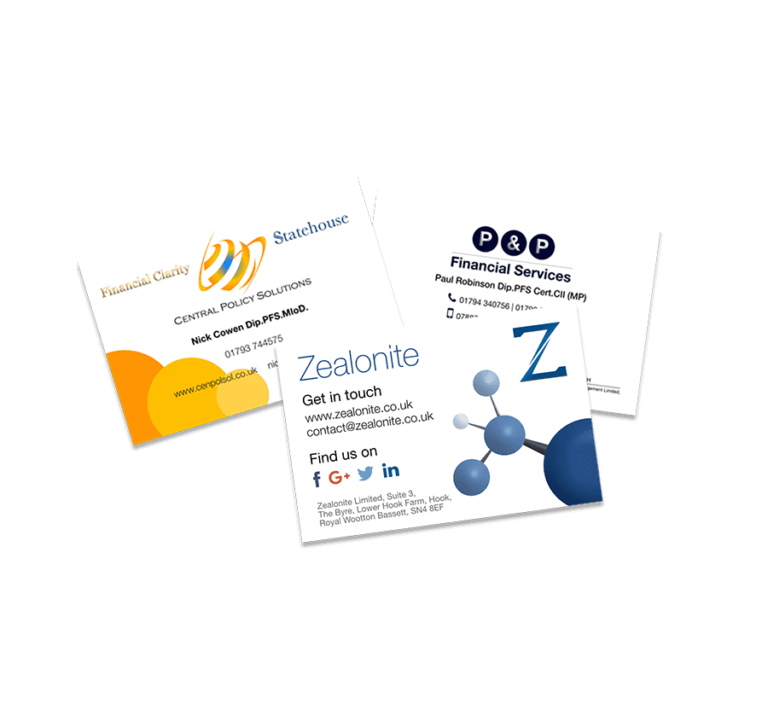 Financial Clarity
Statehouse
CENTRAL POLICY SOLUTIONS
Nick Cowen Dip.PFS.MIoD.
01793 744575
www.cenpolsol.co.uk
P & P
Financial Services
Paul Robinson Dip.PFS Cert.CII (MP)
01794 340756 |
Limited.
Z
Zealonite
Get in touch
www.zealonite.co.uk
contact@zealonite.co.uk
Find us on
f G+ in
Zealonite Limited, Suite 3,
The Byre, Lower Hook Farm, Hook,
Royal Wootton Bassett, SN4 8EF